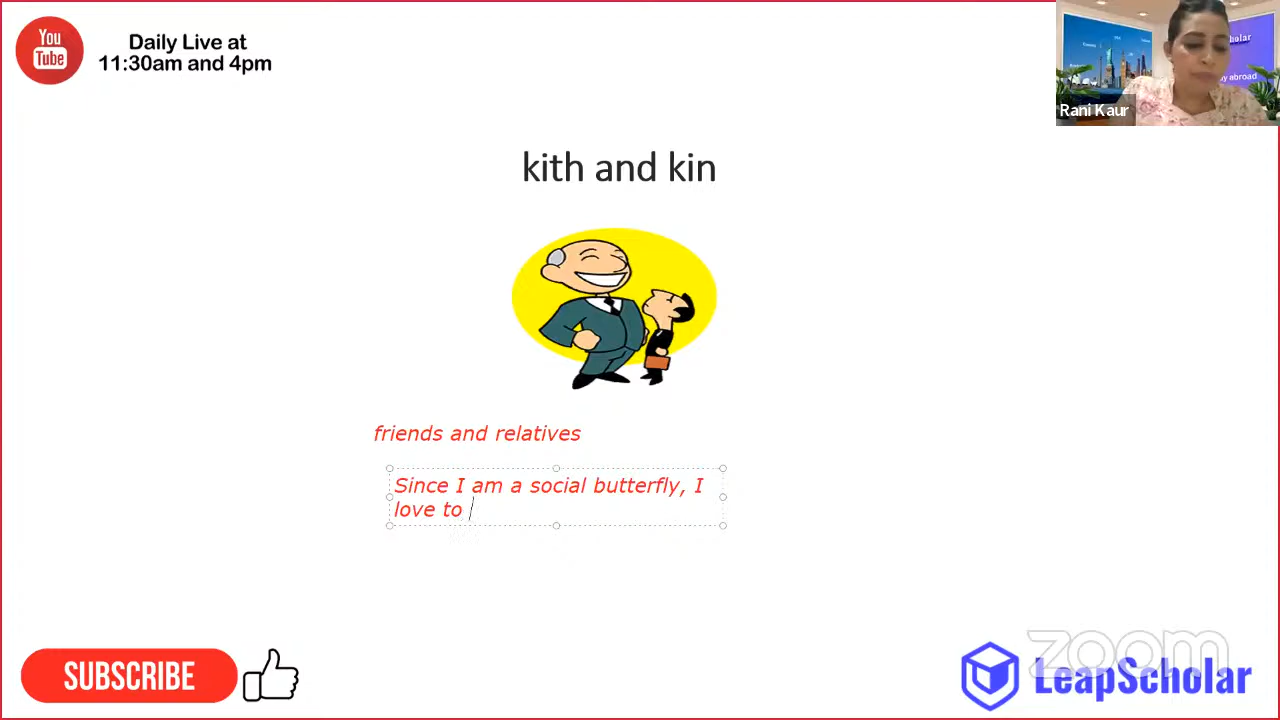 You
Tube
Daily Live at
11:30am and 4pm
Rani Kaur
kith and kin
friends and relatives
Since I am a social butterfly, I
love to
SUBSCRIBE
zoom
LeapScholar